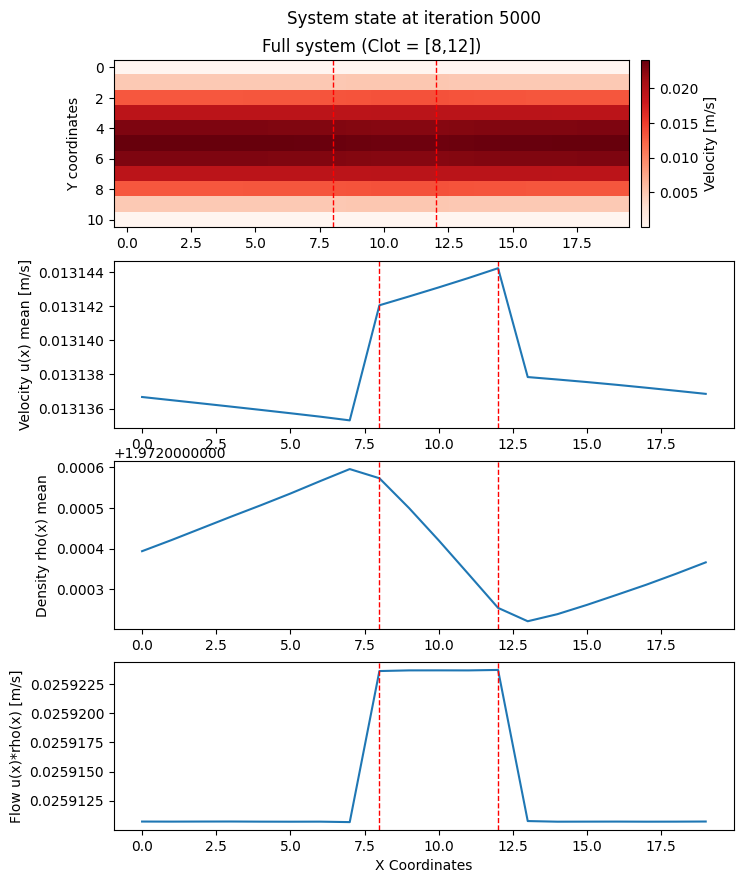 System state at iteration 5000
Full system (Clot = [8,12])
0
2
4
6
8
10
Y coordinates
0.0 2.5 5.0 7.5 10.0 12.5 15.0 17.5
0.020
0.015
0.010
0.005
Velocity [m/s]
0.013144
0.013142
0.013140
0.013138
0.013136
Velocity u(x) mean [m/s]
0.0 2.5 5.0 7.5 10.0 12.5 15.0 17.5
+1.9720000000
0.0006
0.0005
0.0004
0.0003
Density rho(x) mean
0.0 2.5 5.0 7.5 10.0 12.5 15.0 17.5
0.0259225
0.0259200
0.0259175
0.0259150
0.0259125
Flow u(x)*rho(x) [m/s]
0.0 2.5 5.0 7.5 10.0 12.5 15.0 17.5
X Coordinates